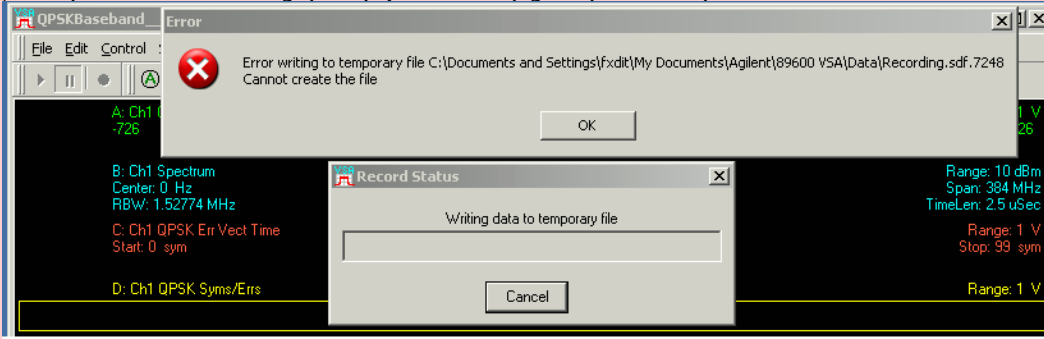 QPSKBaseband_
Error
File Edit Control
Error writing to temporary file C:\Documents and Settings\fxdit\My Documents\Agilent\89600 VSA\Data\Recording.sdf.7248
Cannot create the file
OK
A: Ch1
-726
1 V
26
B: Ch1 Spectrum
Range: 10 dBm
Center: 0 Hz
Span: 384 MHz
RBW: 1.52774 MHz
TimeLen: 2.5 uSec
Record Status
Writing data to temporary file
Cancel
C: Ch1 QPSK Err Vect Time
Range: 1 V
Start: 0 sym
Stop: 99 sym
D: Ch1 QPSK Syms/Errs
Range: 1 V